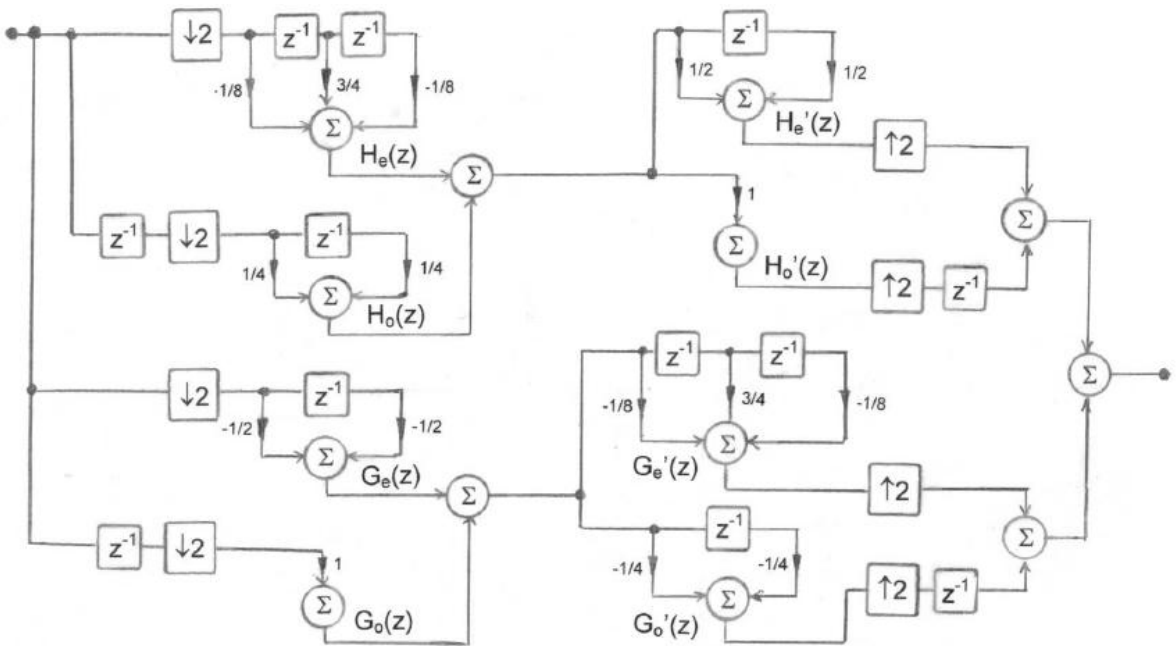 ↓2
z⁻¹
z⁻¹
-1/8
3/4
-1/8
Σ
Hₑ(z)
Σ
z⁻¹
↓2
z⁻¹
1/4
1/4
Σ
Hₒ(z)
z⁻¹
1/2
1/2
Σ
Hₑ'(z)
↑2
1
Σ
Hₒ'(z)
↑2
z⁻¹
Σ
↓2
z⁻¹
-1/2
-1/2
Σ
Gₑ(z)
Σ
z⁻¹
↓2
1
Σ
Gₒ(z)
z⁻¹
z⁻¹
-1/8
3/4
-1/8
Σ
Gₑ'(z)
↑2
z⁻¹
-1/4
-1/4
Σ
Gₒ'(z)
↑2
z⁻¹
Σ
Σ